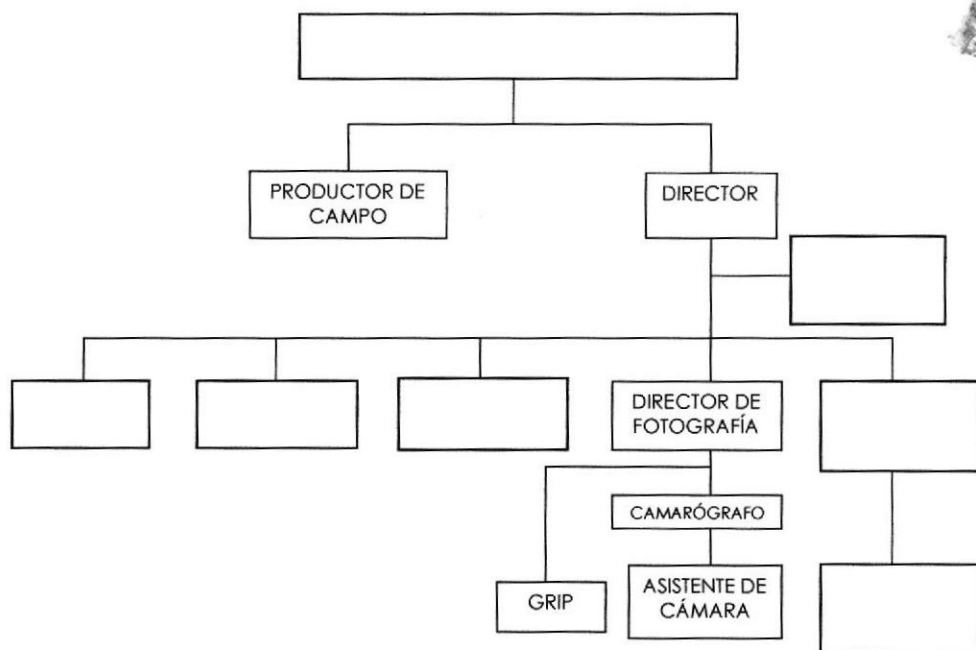 PRODUCTOR DE
CAMPO
DIRECTOR
DIRECTOR DE
FOTOGRAFÍA
CAMARÓGRAFO
GRIP
ASISTENTE DE
CÁMARA